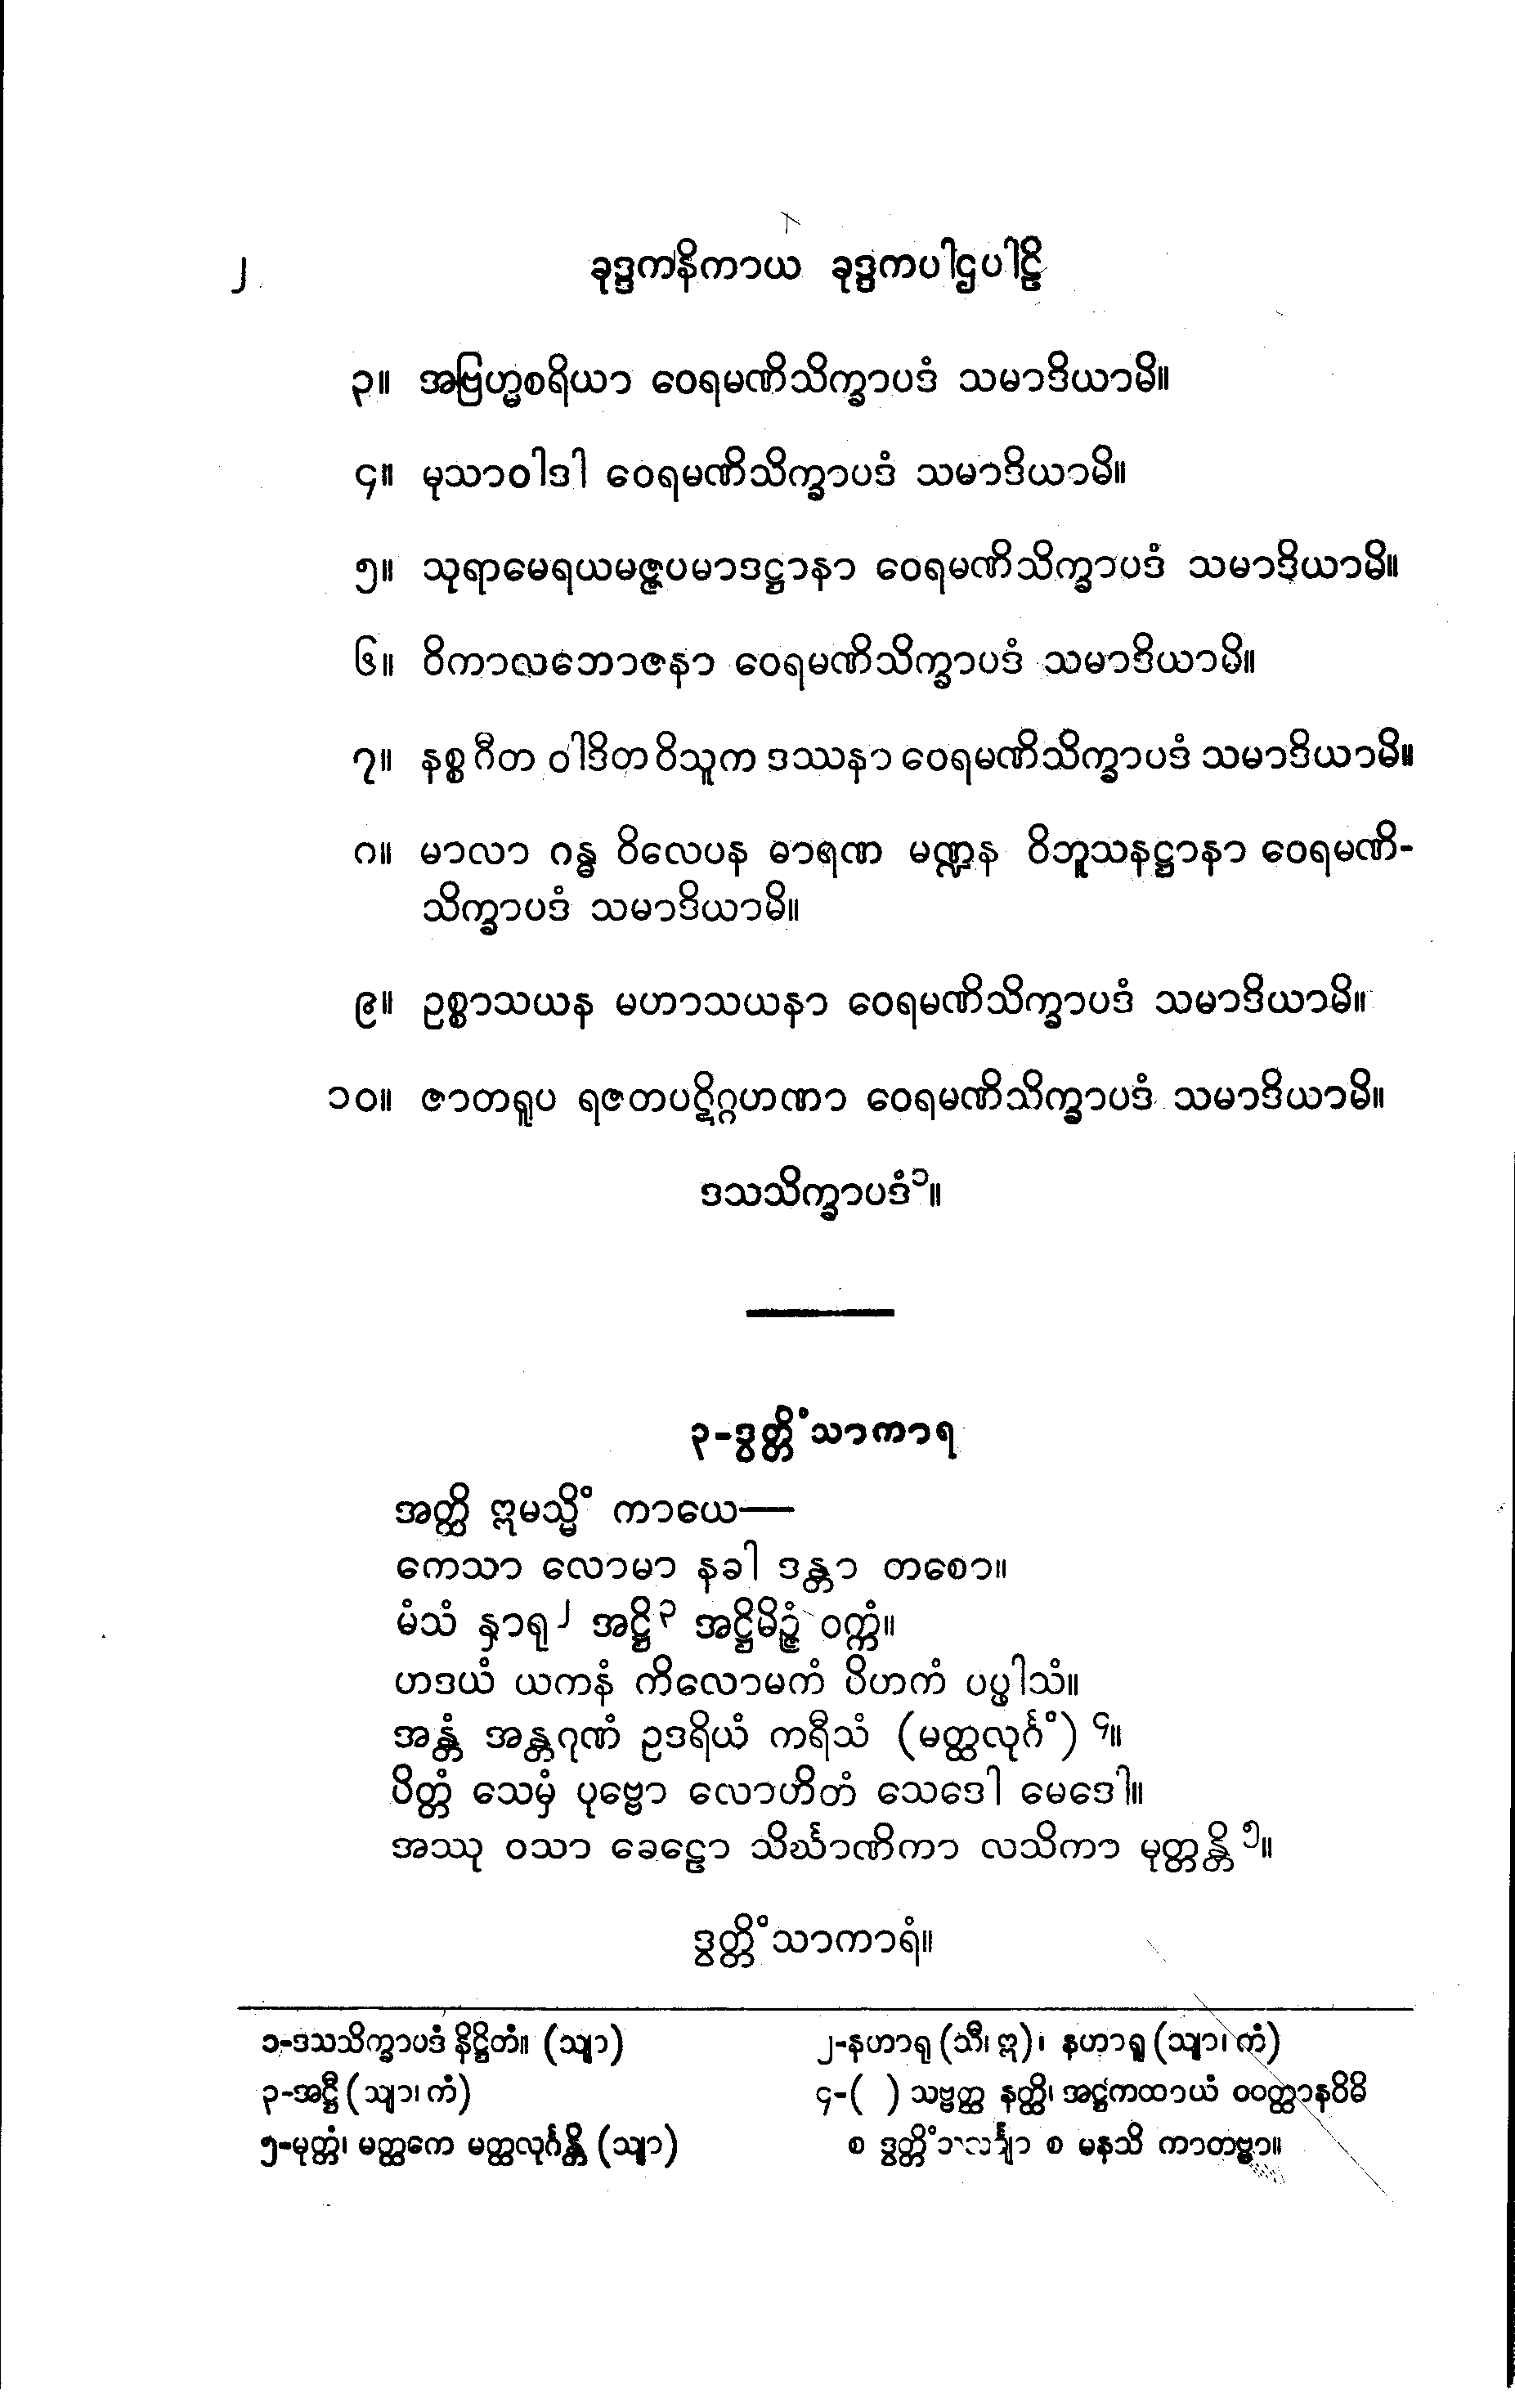 ၂ ခုဒ္ဒကနိကာယ ခုဒ္ဒကပါဌပါဠိ
၃။ အဗြဟ္မစရိယာ ဝေရမဏိသိက္ခာပဒံ သမာဒိယာမိ။
၄။ မုသာဝါဒါ ဝေရမဏိသိက္ခာပဒံ သမာဒိယာမိ။
၅။ သုရာမေရယမဇ္ဇပမာဒဋ္ဌာနာ ဝေရမဏိသိက္ခာပဒံ သမာဒိယာမိ။
၆။ ဝိကာလဘောဇနာ ဝေရမဏိသိက္ခာပဒံ သမာဒိယာမိ။
၇။ နစ္စ ဂီတ ဝါဒိတ ဝိသူက ဒဿနာ ဝေရမဏိသိက္ခာပဒံ သမာဒိယာမိ။
၈။ မာလာ ဂန္ဓ ဝိလေပန ဓာရဏ မဏ္ဍန ဝိဘူသနဋ္ဌာနာ ဝေရမဏိ-
သိက္ခာပဒံ သမာဒိယာမိ။
၉။ ဥစ္စာသယန မဟာသယနာ ဝေရမဏိသိက္ခာပဒံ သမာဒိယာမိ။
၁၀။ ဇာတရူပ ရဇတပဋိဂ္ဂဟဏာ ဝေရမဏိသိက္ခာပဒံ သမာဒိယာမိ။
ဒသသိက္ခာပဒံ၁။
၃-ဒွတ္တိံသာကာရ
အတ္ထိ ဣမသ္မိံ ကာယေ—
ကေသာ လောမာ နခါ ဒန္တာ တစော။
မံသံ နှာရု၂ အဋ္ဌိ၃ အဋ္ဌိမိဉ္ဇံ ဝက္ကံ။
ဟဒယံ ယကနံ ကိလောမကံ ပိဟကံ ပပ္ဖါသံ။
အန္တံ အန္တဂုဏံ ဥဒရိယံ ကရီသံ (မတ္ထလုင်္ဂံ) ၄။
ပိတ္တံ သေမှံ ပုဗ္ဗော လောဟိတံ သေဒေါ မေဒေါ။
အဿု ဝသာ ခေဠော သိင်္ဃာဏိကာ လသိကာ မုတ္တန္တိ ၅။
ဒွတ္တိံသာကာရံ။
၁-ဒသသိက္ခာပဒံ နိဋ္ဌိတံ။ (သျာ) ၂-နဟာရု (သီ၊ ဣ)၊ နဟာရူ (သျာ၊ ကံ)
၃-အဋ္ဌီ (သျာ၊ ကံ) ၄-( ) သဗ္ဗတ္ထ နတ္ထိ၊ အဋ္ဌကထာယံ ဝဝတ္ထာနဝိဓိ
၅-မုတ္တံ၊ မတ္ထကေ မတ္ထလုင်္ဂန္တိ (သျာ) စ မနသိ ကာတဗ္ဗာ။